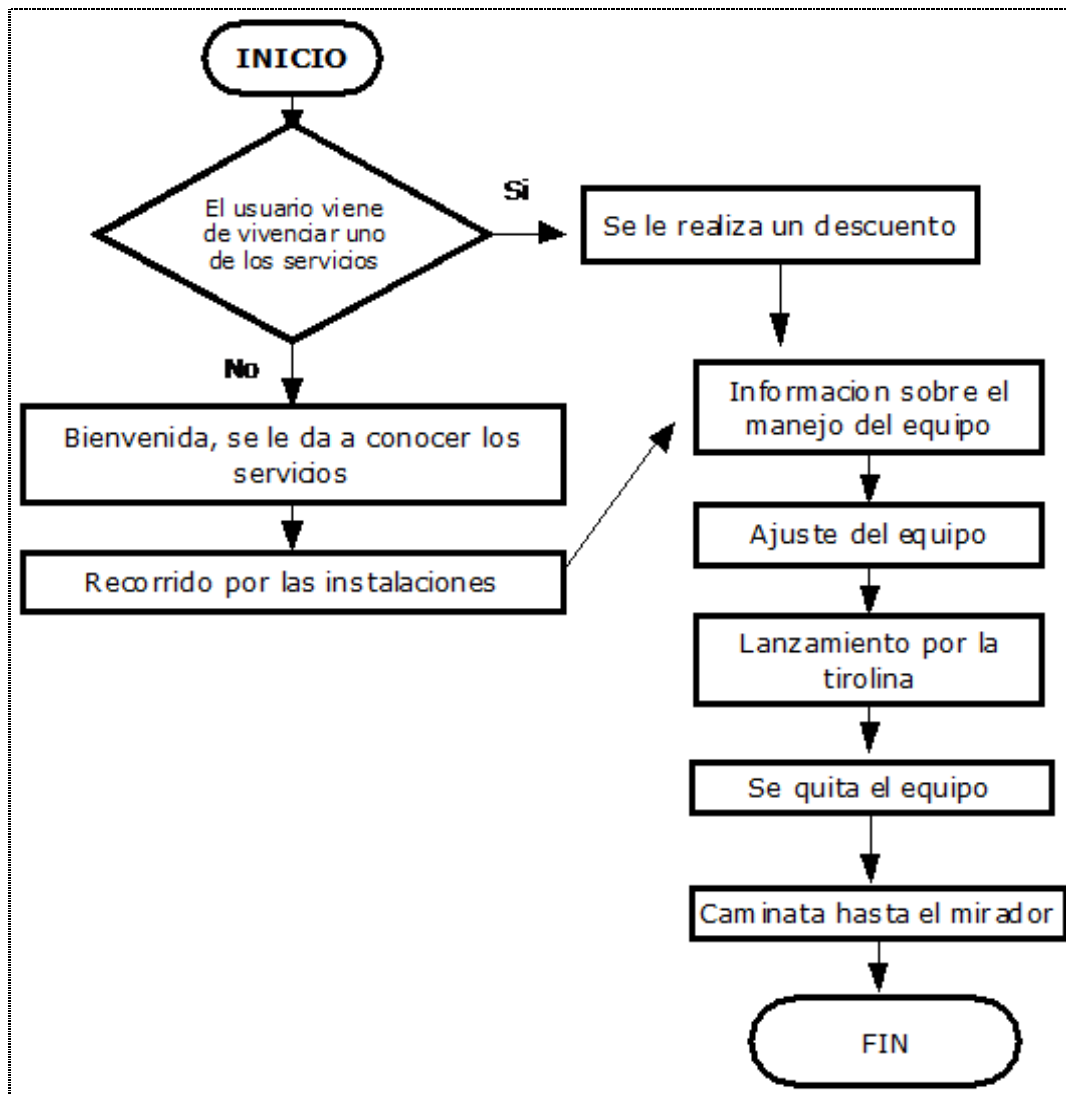 INICIO
El usuario viene
de vivenciar uno
de los servicios
Si
Se le realiza un descuento
No
Bienvenida, se le da a conocer los
servicios
Recorrido por las instalaciones
Informacion sobre el
manejo del equipo
Ajuste del equipo
Lanzamiento por la
tirolina
Se quita el equipo
Caminata hasta el mirador
FIN